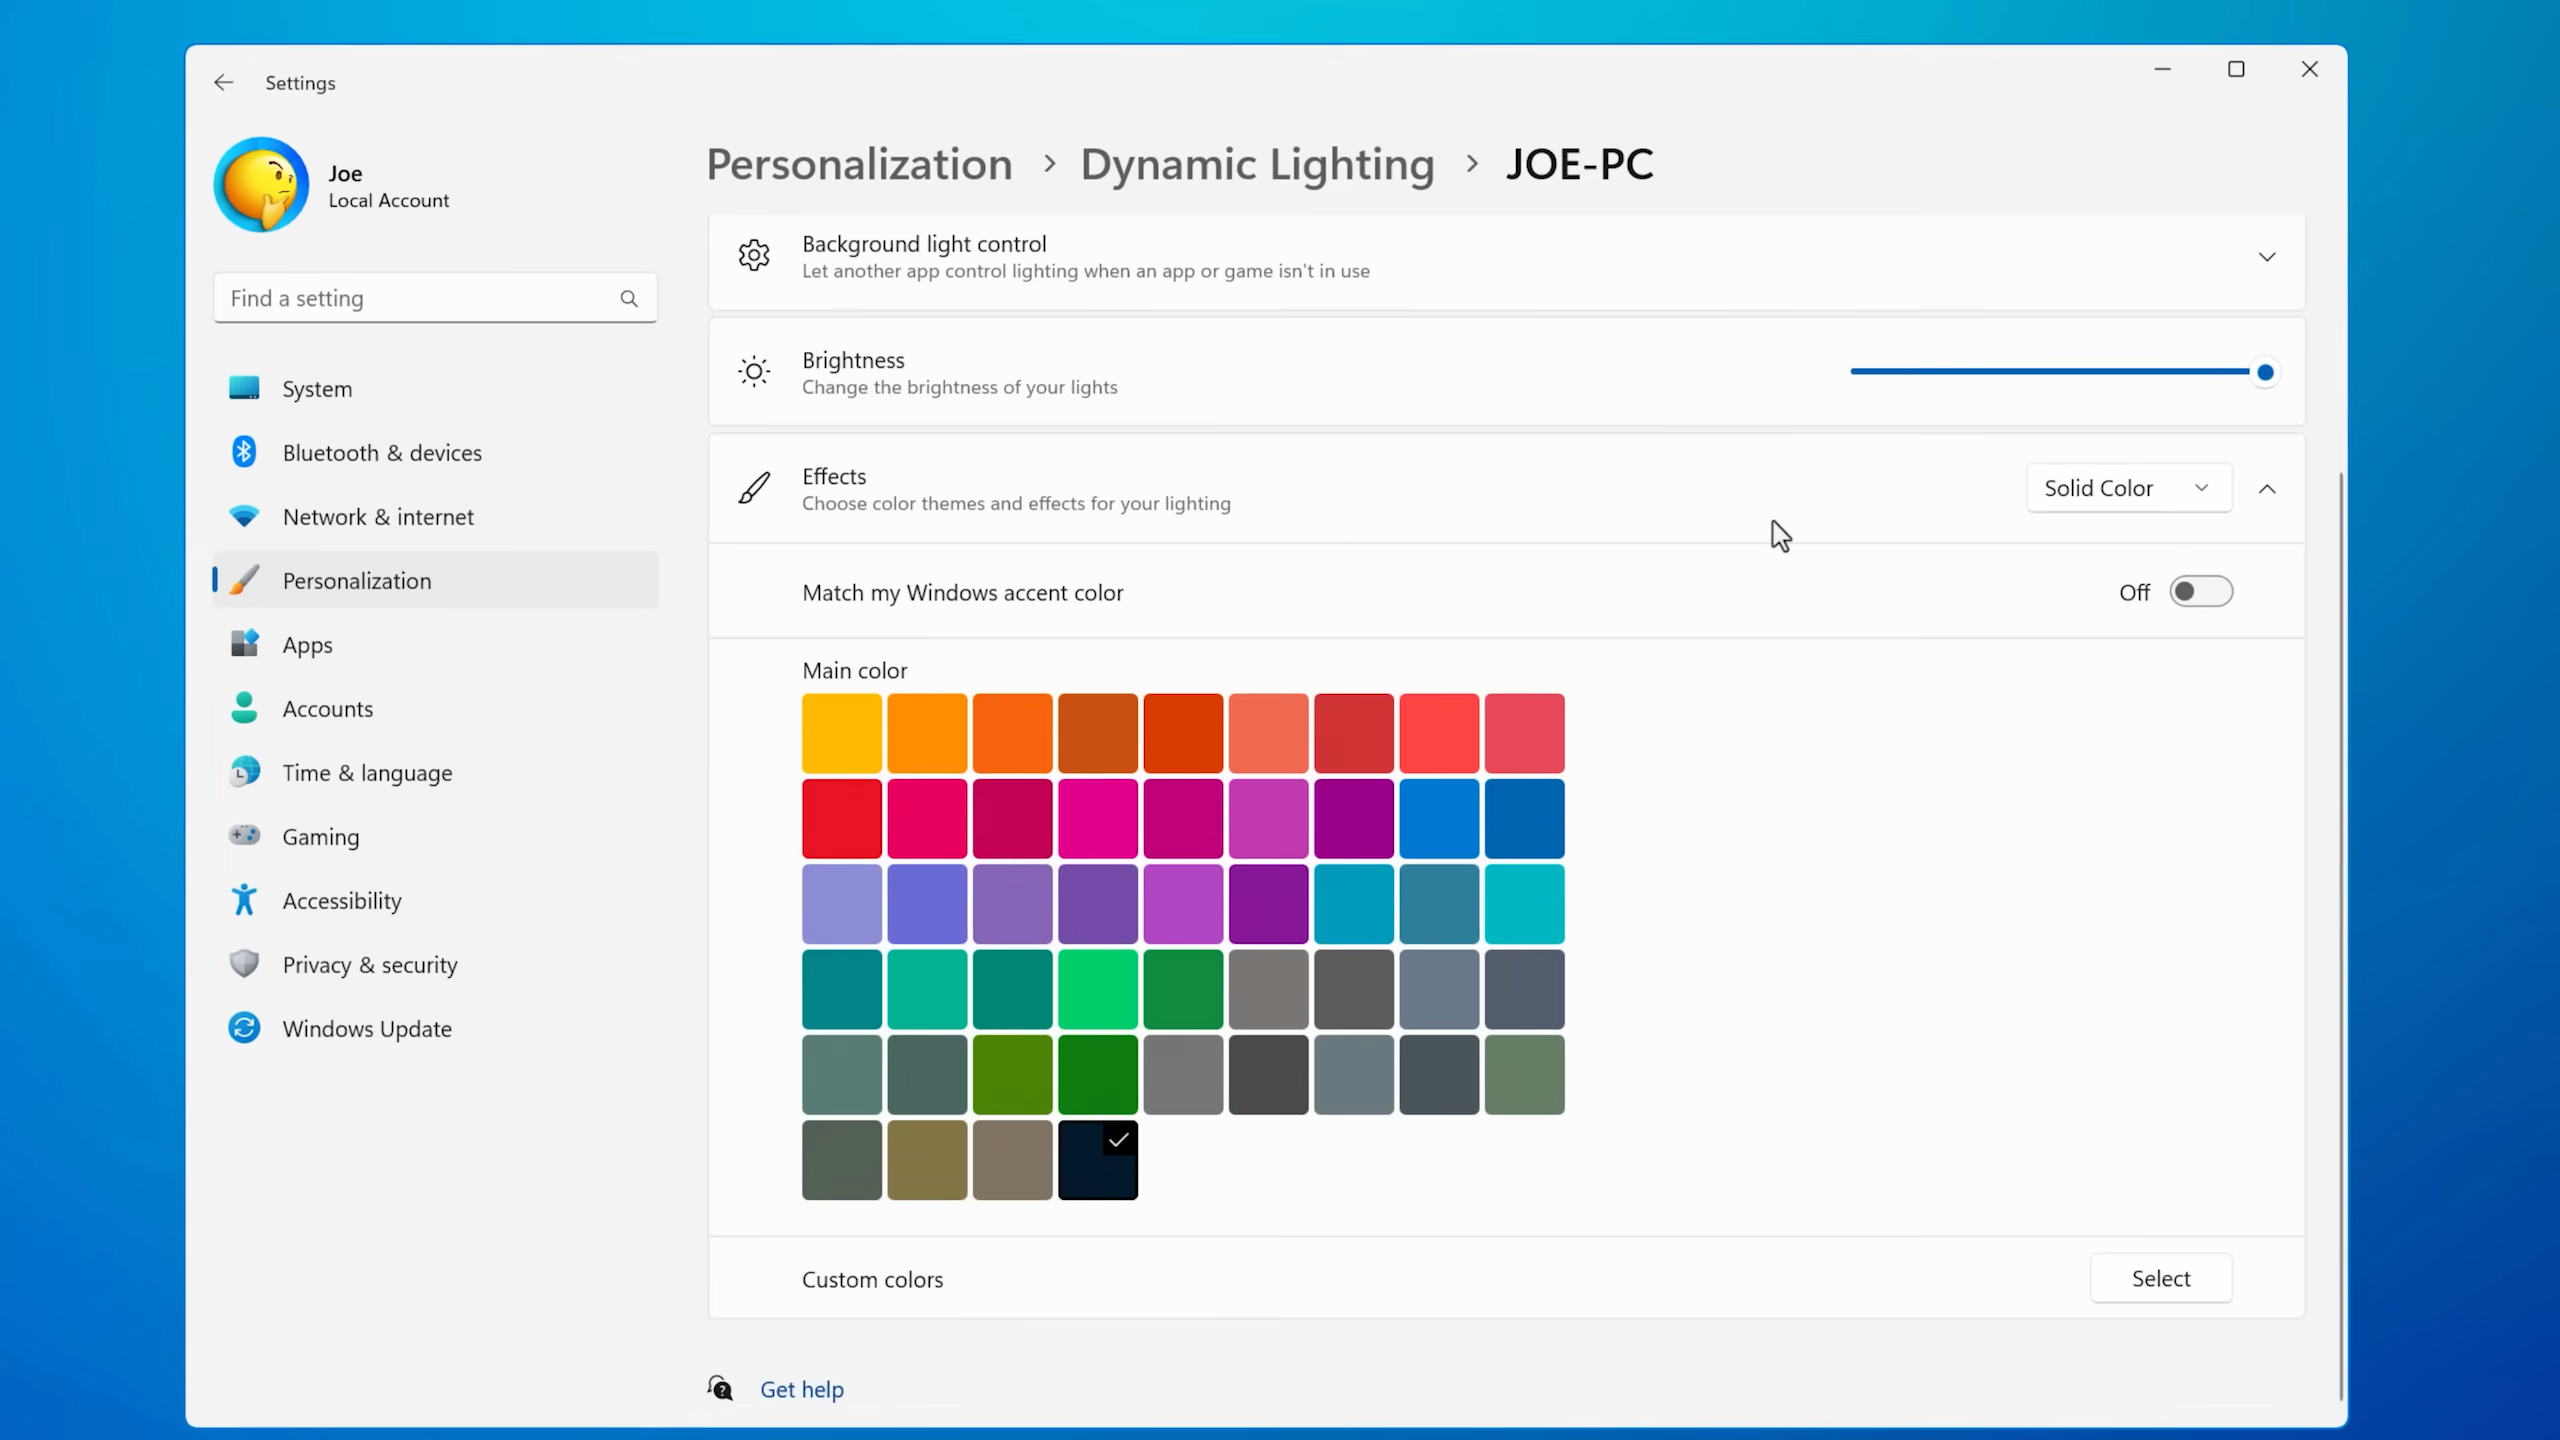 Settings
Joe
Local Account
Find a setting
System
Bluetooth & devices
Network & internet
Personalization
Apps
Accounts
Time & language
Gaming
Accessibility
Privacy & security
Windows Update
Personalization > Dynamic Lighting > JOE-PC
Background light control
Let another app control lighting when an app or game isn't in use
Brightness
Change the brightness of your lights
Effects
Choose color themes and effects for your lighting
Solid Color
Match my Windows accent color
Off
Main color
Custom colors
Select
Get help